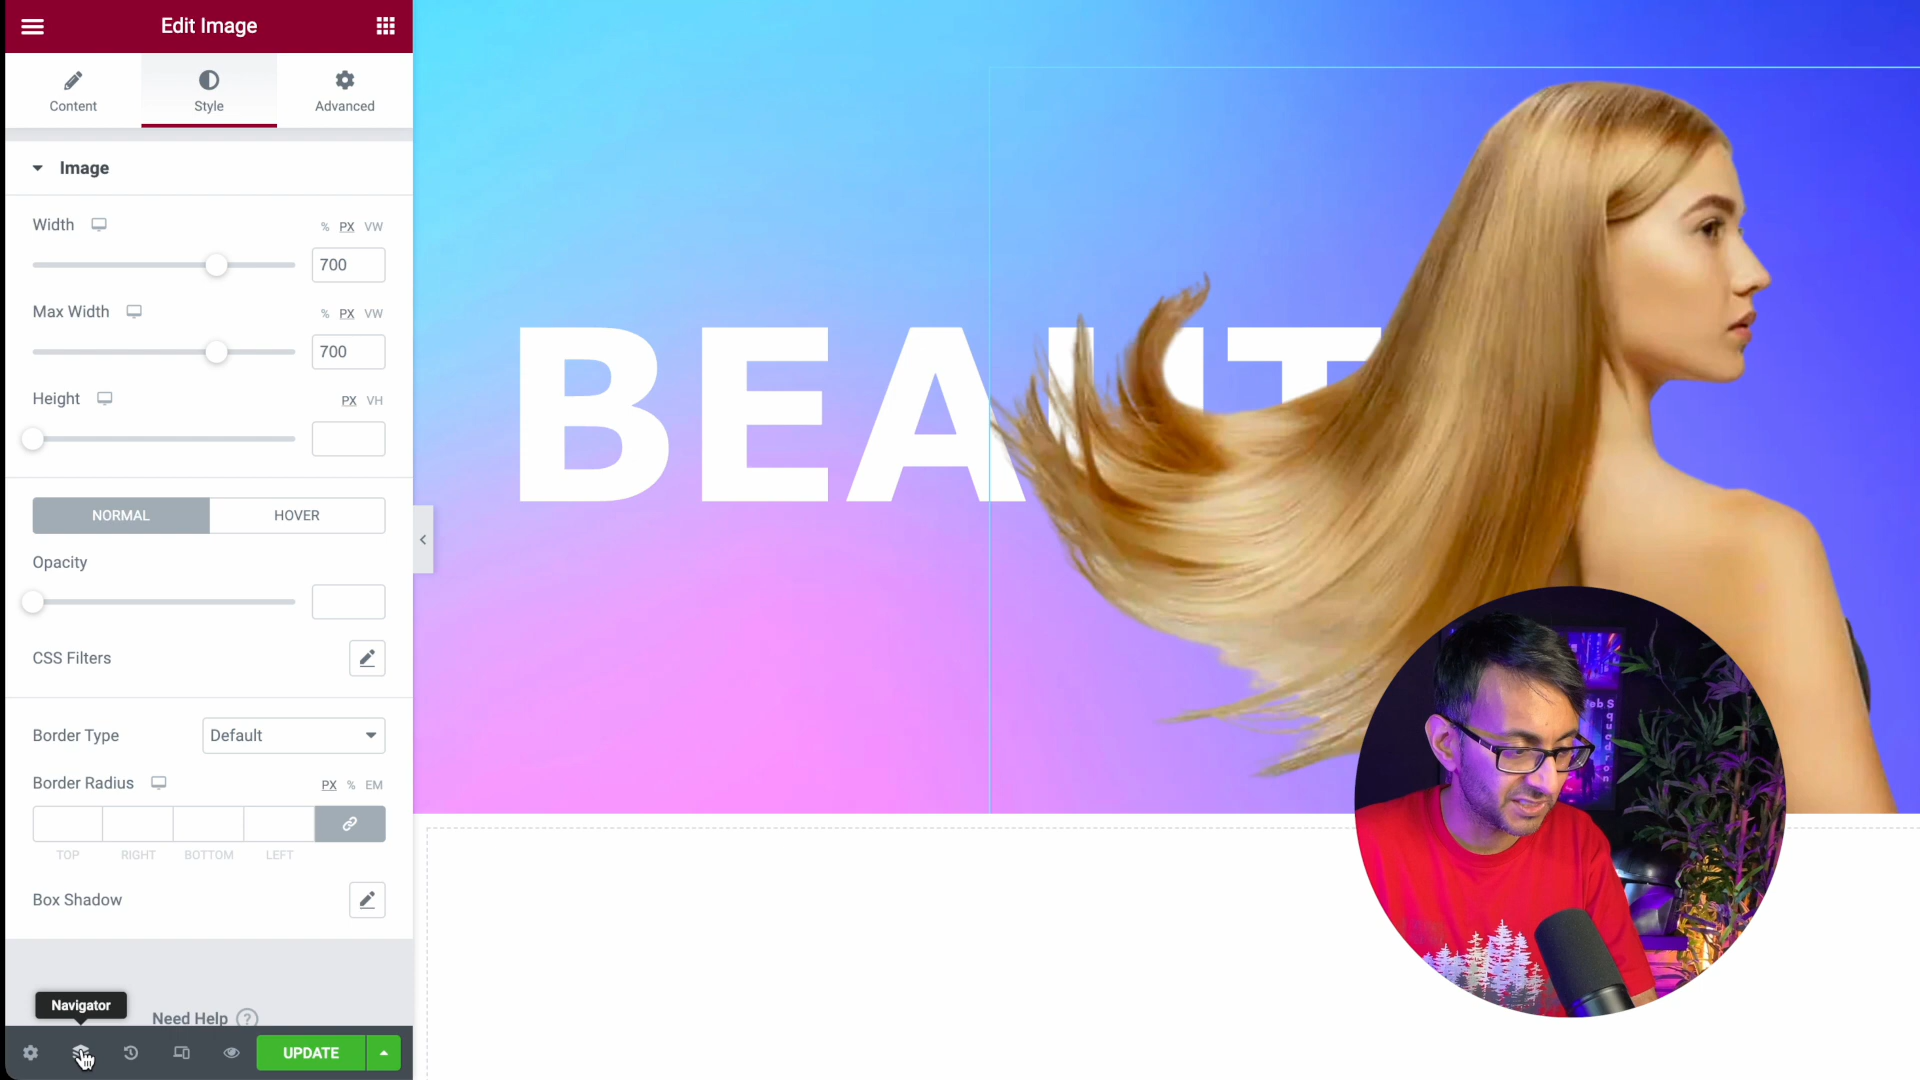 Edit Image
Content
Style
Advanced
Image
Width
% PX VW
700
Max Width
% PX VW
700
Height
PX VH
NORMAL
HOVER
Opacity
CSS Filters
Border Type
Default
Border Radius
PX % EM
TOP
RIGHT
BOTTOM
LEFT
Box Shadow
Navigator
Need Help ?
UPDATE
BEAUT